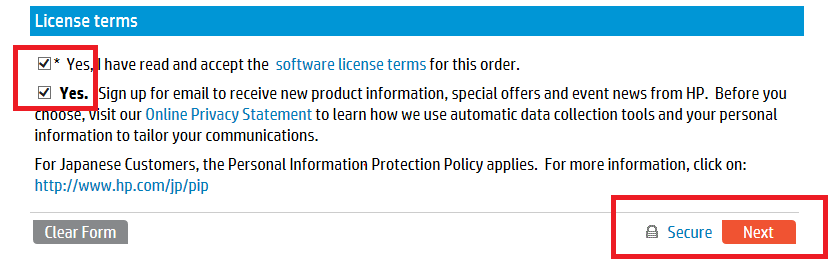 License terms
* Yes, I have read and accept the software license terms for this order.
Yes. Sign up for email to receive new product information, special offers and event news from HP. Before you
choose, visit our Online Privacy Statement to learn how we use automatic data collection tools and your personal
information to tailor your communications.
For Japanese Customers, the Personal Information Protection Policy applies. For more information, click on:
http://www.hp.com/jp/pip
Clear Form Secure Next